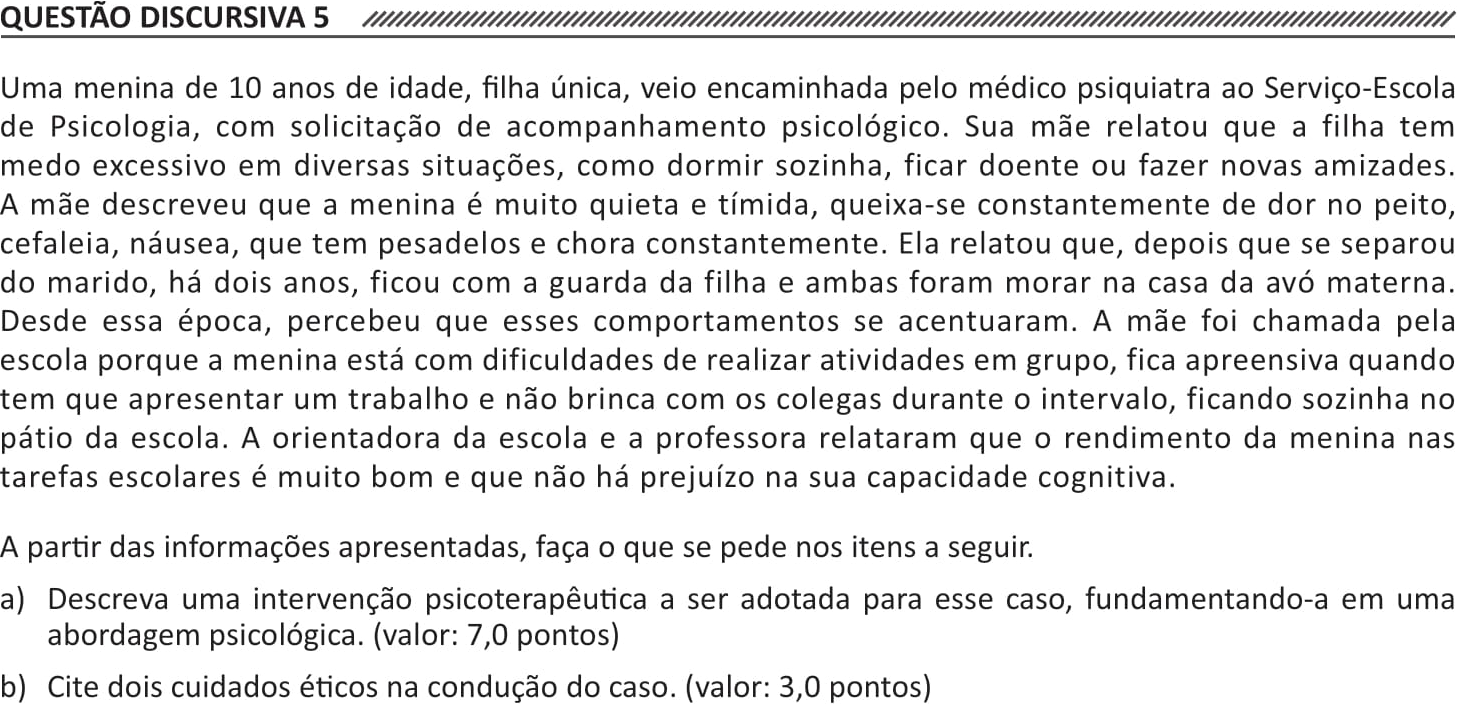 QUESTÃO DISCURSIVA 5
Uma menina de 10 anos de idade, filha única, veio encaminhada pelo médico psiquiatra ao Serviço-Escola
de Psicologia, com solicitação de acompanhamento psicológico. Sua mãe relatou que a filha tem
medo excessivo em diversas situações, como dormir sozinha, ficar doente ou fazer novas amizades.
A mãe descreveu que a menina é muito quieta e tímida, queixa-se constantemente de dor no peito,
cefaleia, náusea, que tem pesadelos e chora constantemente. Ela relatou que, depois que se separou
do marido, há dois anos, ficou com a guarda da filha e ambas foram morar na casa da avó materna.
Desde essa época, percebeu que esses comportamentos se acentuaram. A mãe foi chamada pela
escola porque a menina está com dificuldades de realizar atividades em grupo, fica apreensiva quando
tem que apresentar um trabalho e não brinca com os colegas durante o intervalo, ficando sozinha no
pátio da escola. A orientadora da escola e a professora relataram que o rendimento da menina nas
tarefas escolares é muito bom e que não há prejuízo na sua capacidade cognitiva.
A partir das informações apresentadas, faça o que se pede nos itens a seguir.
a) Descreva uma intervenção psicoterapêutica a ser adotada para esse caso, fundamentando-a em uma
abordagem psicológica. (valor: 7,0 pontos)
b) Cite dois cuidados éticos na condução do caso. (valor: 3,0 pontos)